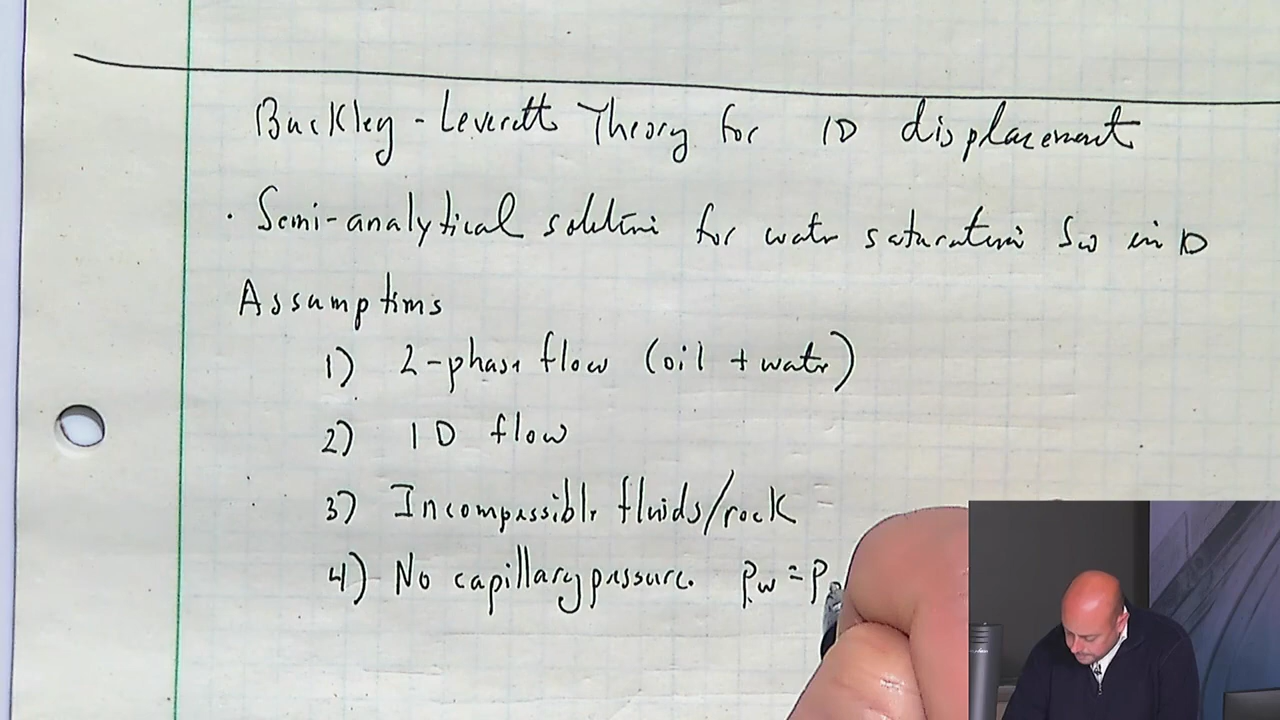 Buckley-Leverett Theory for 1D displacement
. Semi-analytical solution for water saturation Sw in 1D
Assumptions
1) 2-phase flow (oil + water)
2) 1D flow
3) Incompressible fluids/rock
4) No capillary pressure. Pw = P